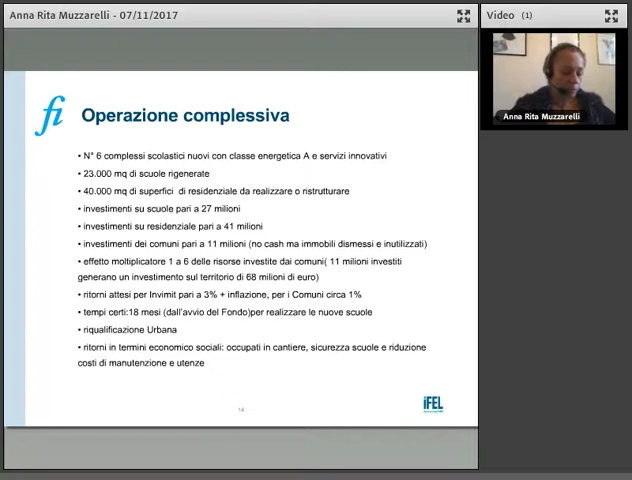 Anna Rita Muzzarelli - 07/11/2017
Video (1)
Anna Rita Muzzarelli
fi
Operazione complessiva
• N° 6 complessi scolastici nuovi con classe energetica A e servizi innovativi
• 23.000 mq di scuole rigenerate
• 40.000 mq di superfici di residenziale da realizzare o ristrutturare
• investimenti su scuole pari a 27 milioni
• investimenti su residenziale pari a 41 milioni
• investimenti dei comuni pari a 11 milioni (no cash ma immobili dismessi e inutilizzati)
• effetto moltiplicatore 1 a 6 delle risorse investite dai comuni( 11 milioni investiti
generano un investimento sul territorio di 68 milioni di euro)
• ritorni attesi per Invimit pari a 3% + inflazione, per i Comuni circa 1%
• tempi certi:18 mesi (dall'avvio del Fondo)per realizzare le nuove scuole
• riqualificazione Urbana
• ritorni in termini economico sociali: occupati in cantiere, sicurezza scuole e riduzione
costi di manutenzione e utenze
14
iFEL